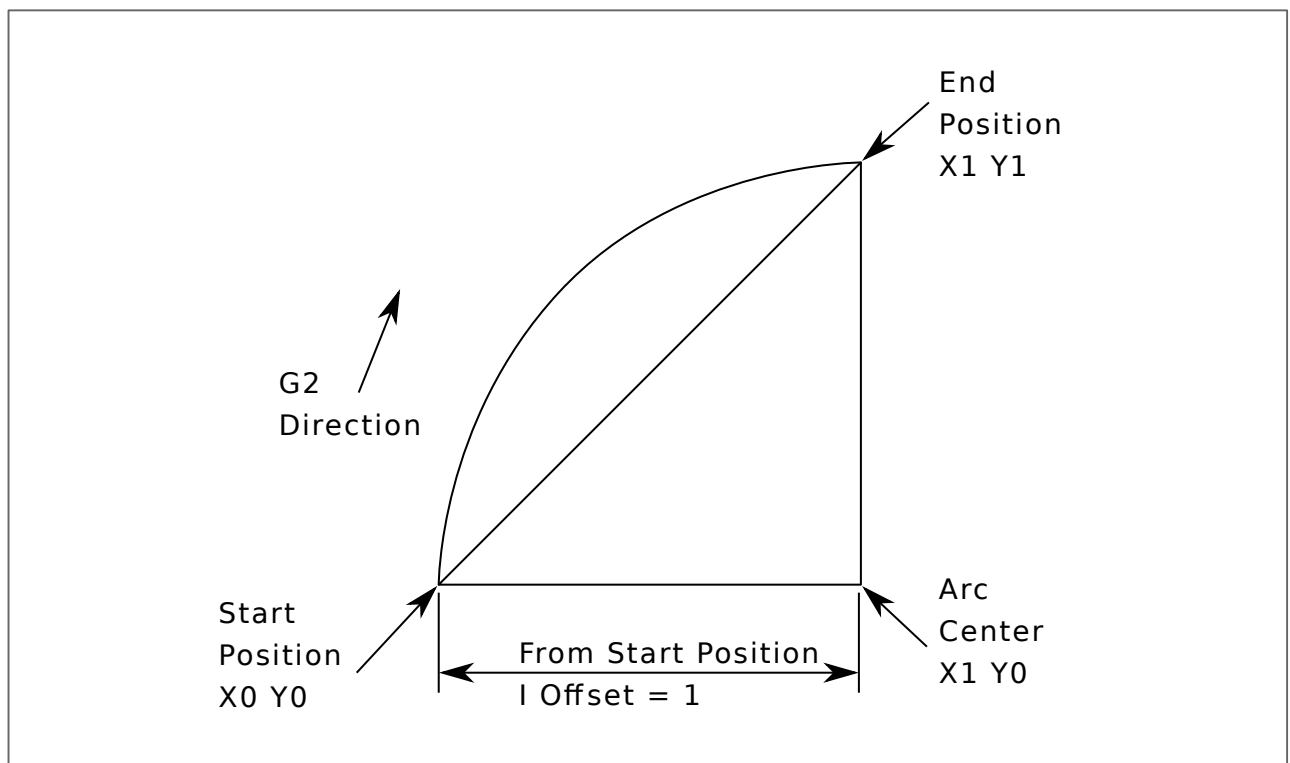 End
Position
X1 Y1
G2
Direction
Start
Position
X0 Y0
From Start Position
I Offset = 1
Arc
Center
X1 Y0